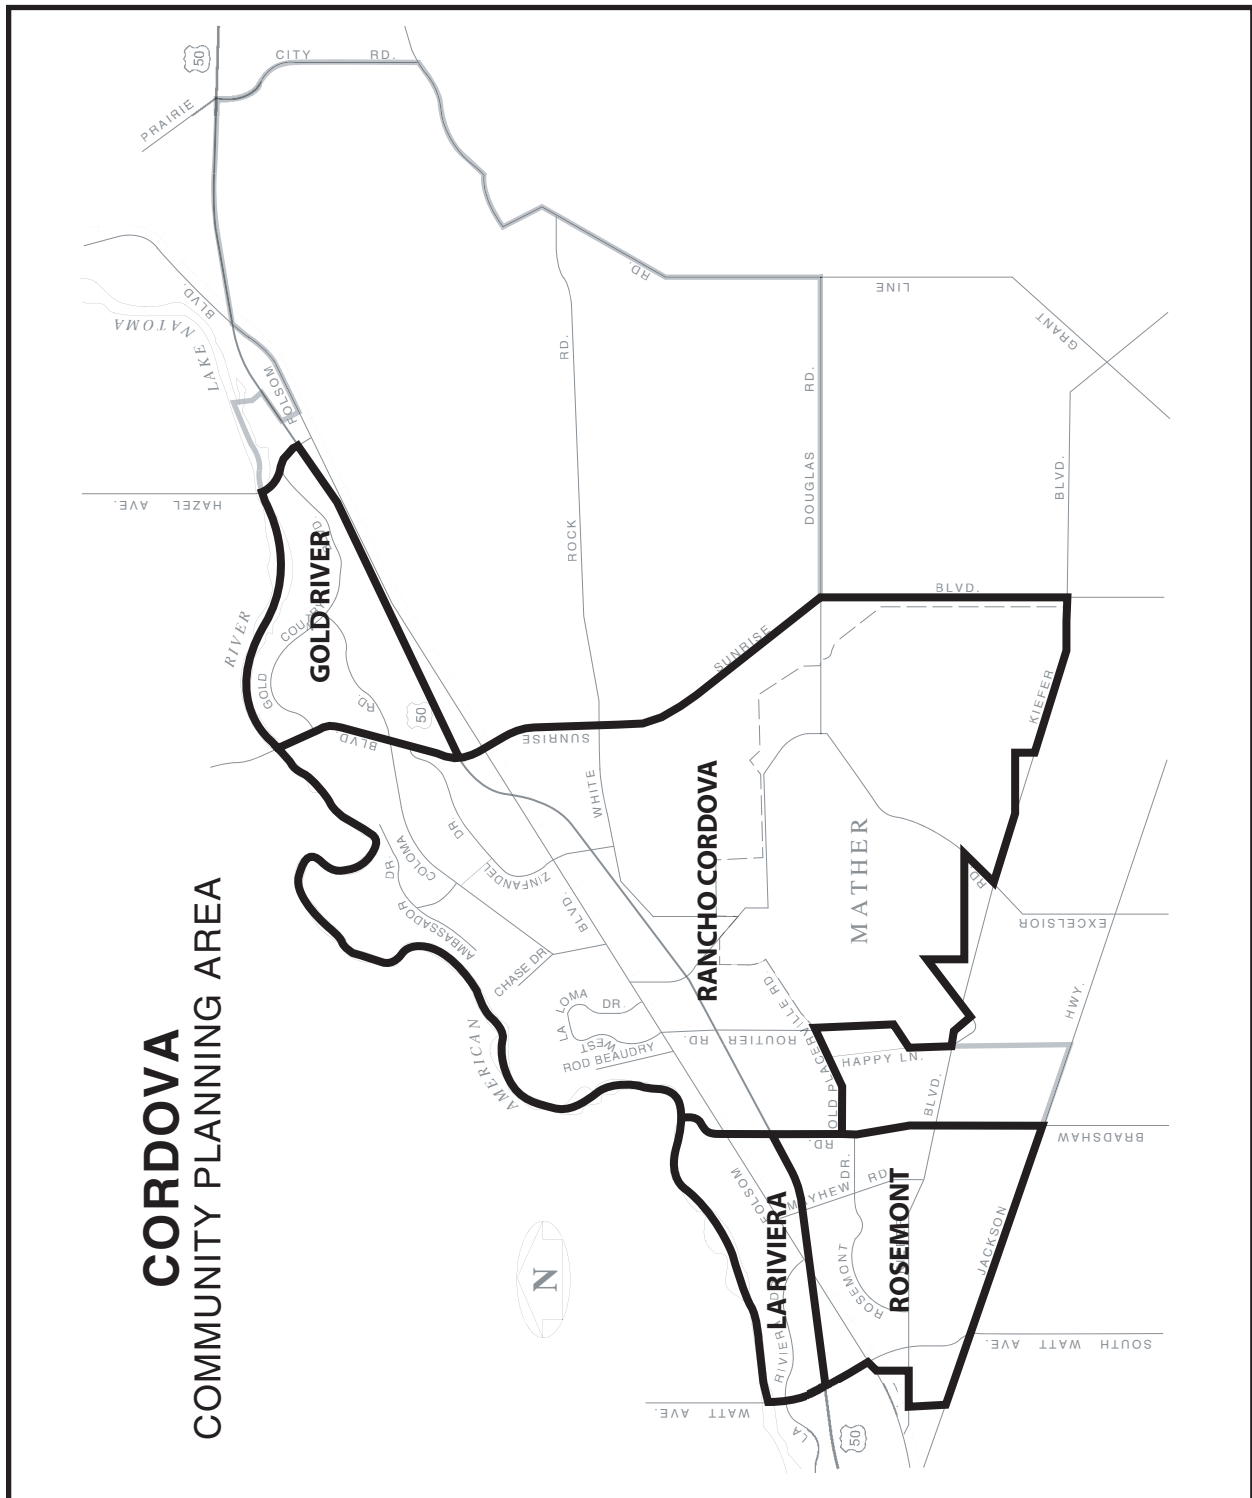 CORDOVA
COMMUNITY PLANNING AREA
50
CITY RD.
PRAIRIE
BLVD.
LAKE NATOMA
FOLSOM
RD.
LINE
GRANT
RD.
ROCK
DOUGLAS RD.
BLVD.
HAZEL AVE.
GOLD RIVER
RD.
RIVER
GOLD
COUNTRY
RD.
50
BLVD
SUNRISE
SUNRISE
BLVD.
KIEFER
RD.
WHITE
RANCHO CORDOVA
MATHER
DR.
COLOMA
AMBASSADOR
DR.
ZINFANDEL
BLVD.
CHASE DR.
LA LOMA DR.
WEST
ROD BEAUDRY
ROUTIER RD.
OLD PLACERVILLE RD.
HAPPY LN.
EXCELSIOR
HWY.
AMERICAN
BLVD.
BRADSHAW
RD.
FOLSOM
MAYHEW RD.
DR.
ROSEMONT
LA RIVIERA
ROSEMONT
JACKSON
LA RIVIERA
WATT AVE.
SOUTH WATT AVE.
50
N